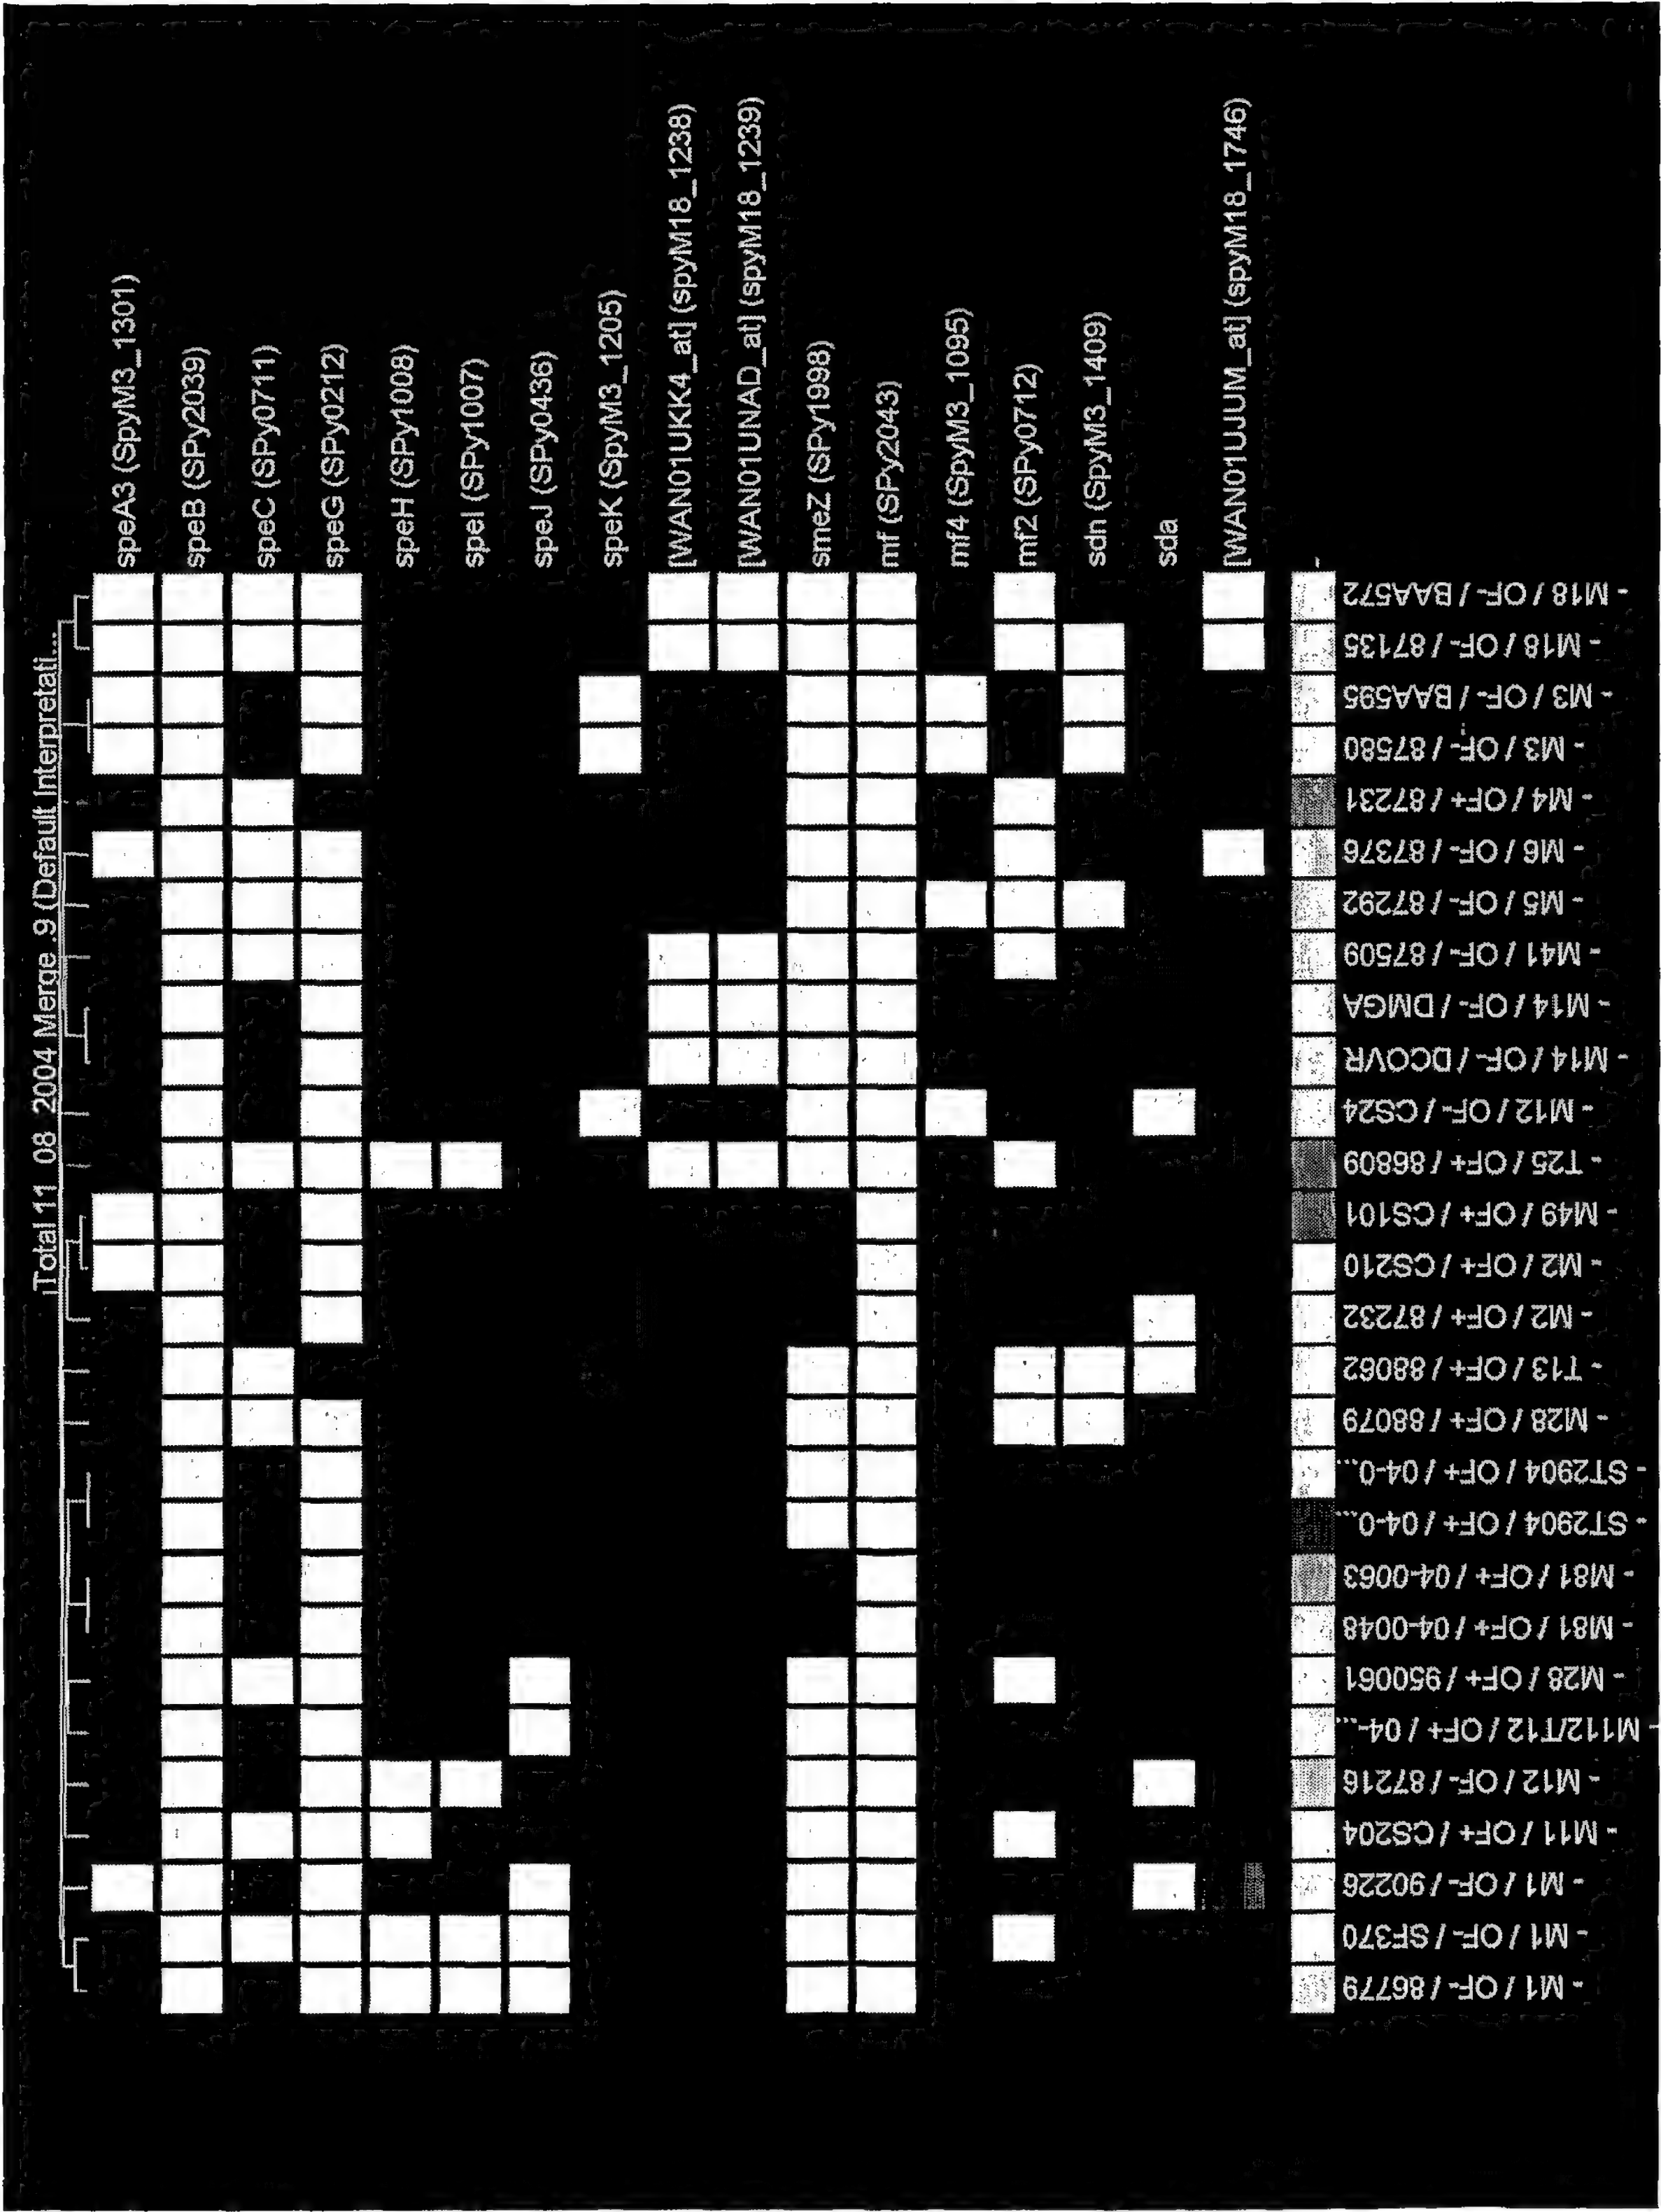 Total 11 08 2004 Merge .9 (Default Interpretati...
speA3 (SpyM3_1301)
speB (SPy2039)
speC (SPy0711)
speG (SPy0212)
speH (SPy1008)
speI (SPy1007)
speJ (SPy0436)
speK (SpyM3_1205)
[WAN01UKK4_at] (spyM18_1238)
[WAN01UNAD_at] (spyM18_1239)
smeZ (SPy1998)
mf (SPy2043)
mf4 (SpyM3_1095)
mf2 (SPy0712)
sdn (SpyM3_1409)
sda
[WAN01UJUM_at] (spyM18_1746)
-
- M18 / OF- / BAA572
- M18 / OF- / 87135
- M3 / OF- / BAA595
- M3 / OF- / 87580
- M4 / OF+ / 87231
- M6 / OF- / 87376
- M5 / OF- / 87292
- M41 / OF- / 87509
- M14 / OF- / DMGA
- M14 / OF- / DCOVR
- M12 / OF- / CS24
- T25 / OF+ / 86809
- M49 / OF+ / CS101
- M2 / OF+ / CS210
- M2 / OF+ / 87232
- T13 / OF+ / 88062
- M28 / OF+ / 88079
- ST2904 / OF+ / 04-0...
- ST2904 / OF+ / 04-0...
- M81 / OF+ / 04-0063
- M81 / OF+ / 04-0048
- M28 / OF+ / 950061
- M112/T12 / OF+ / 04-...
- M12 / OF- / 87216
- M11 / OF+ / CS204
- M1 / OF- / 90226
- M1 / OF- / SF370
- M1 / OF- / 86779